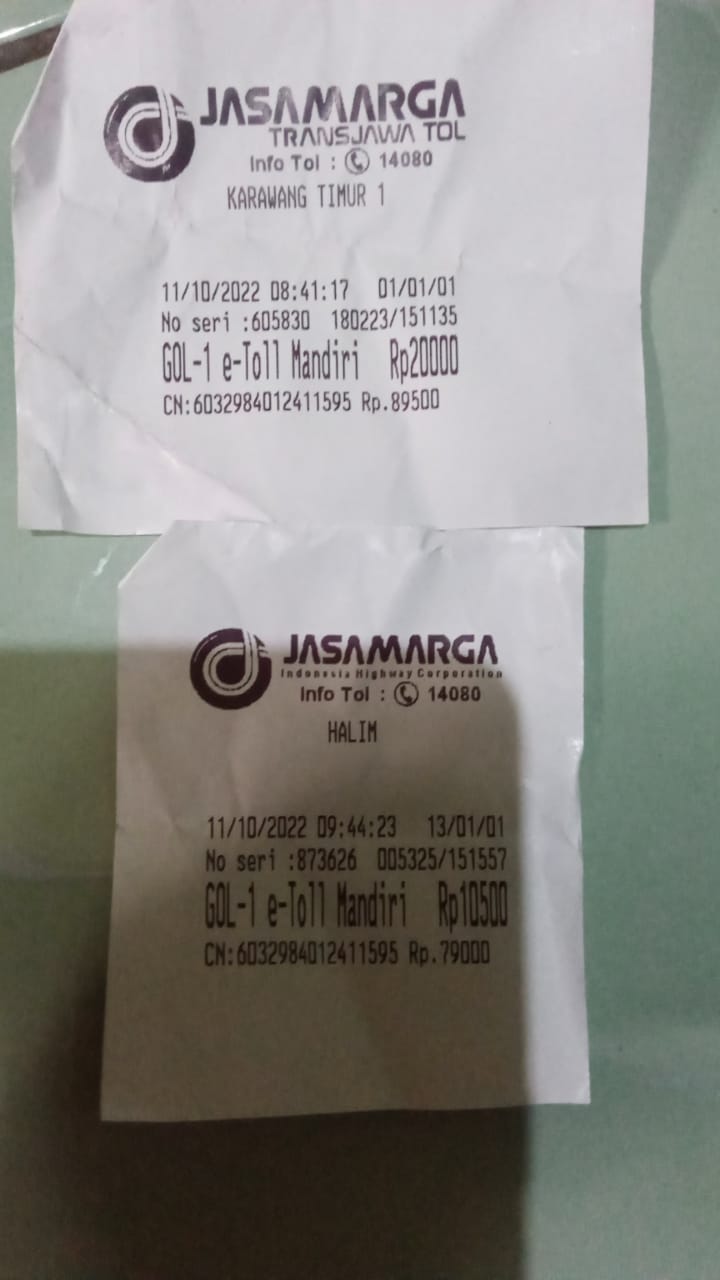 JASAMARGA
TRANSJAWA TOL
Info Tol : 14080
KARAWANG TIMUR 1
11/10/2022 08:41:17 01/01/01
No seri :605830 180223/151135
GOL-1 e-Toll Mandiri Rp20000
CN:6032984012411595 Rp.89500
JASAMARGA
Indonesia Highway Corporation
Info Tol : 14080
HALIM
11/10/2022 09:44:23 13/01/01
No seri :873626 005325/151557
GOL-1 e-Toll Mandiri Rp10500
CN:6032984012411595 Rp.79000